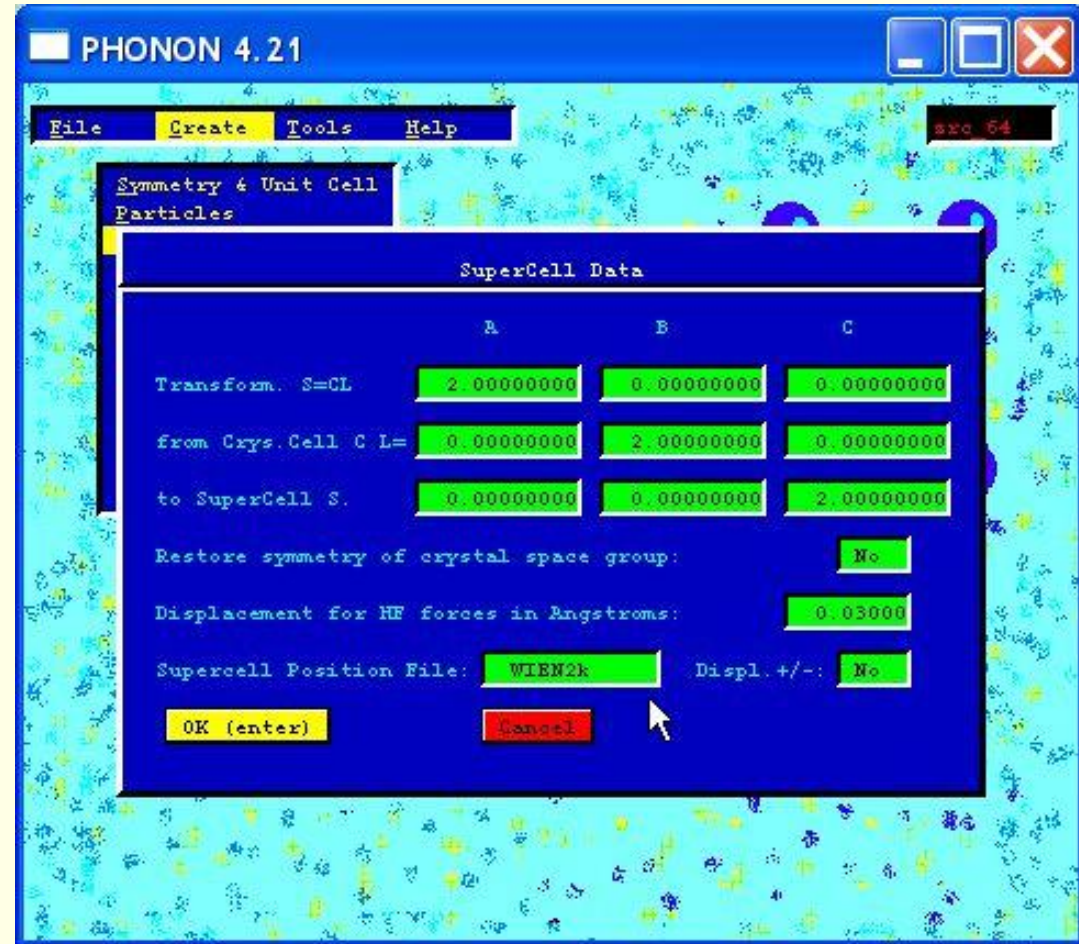 PHONON 4.21
File Create Tools Help src_64
Symmetry & Unit Cell
Particles
SuperCell Data
A B C
Transform. S=CL 2.00000000 0.00000000 0.00000000
from Crys.Cell C L= 0.00000000 2.00000000 0.00000000
to SuperCell S. 0.00000000 0.00000000 2.00000000
Restore symmetry of crystal space group: No
Displacement for HF forces in Angstroms: 0.03000
Supercell Position File: WIEN2k Displ.+/-: No
OK (enter) Cancel